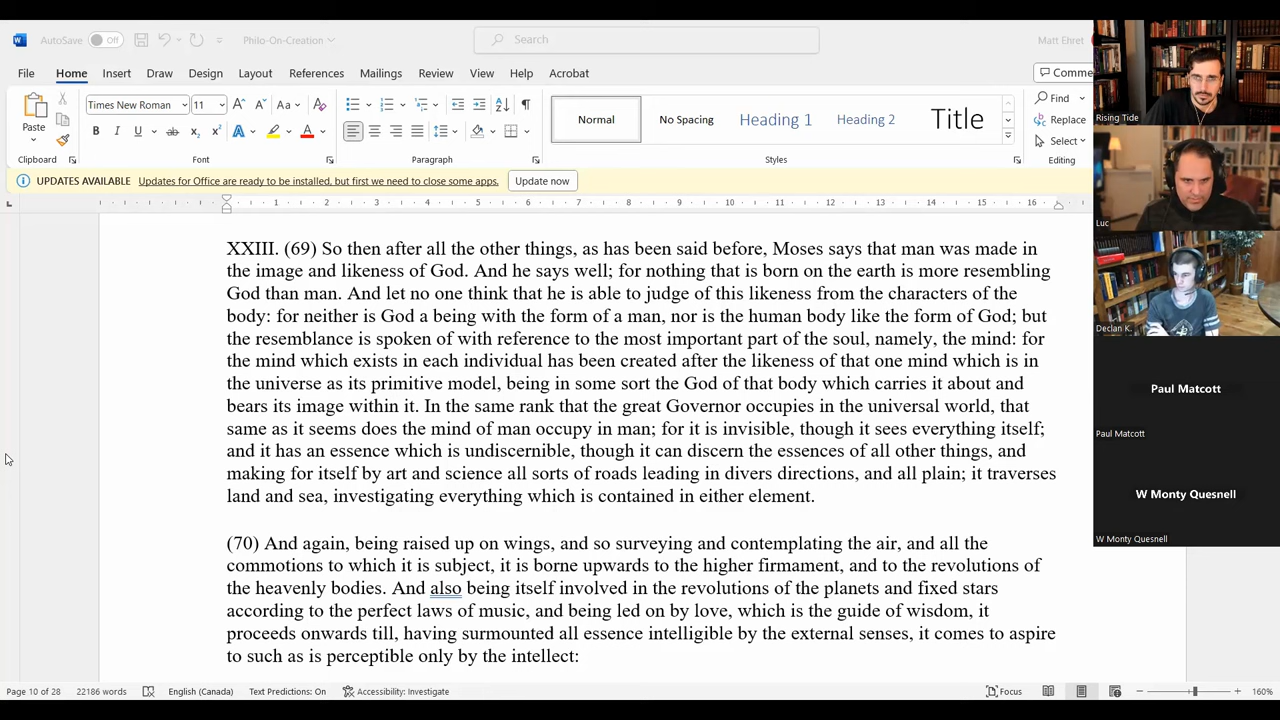 AutoSave Off Philo-On-Creation Search Matt Ehret
File Home Insert Draw Design Layout References Mailings Review View Help Acrobat Comme
Paste Times New Roman 11 Normal No Spacing Heading 1 Heading 2 Title Find
Replace
Select
Clipboard Font Paragraph Styles Editing
UPDATES AVAILABLE Updates for Office are ready to be installed, but first we need to close some apps. Update now
1 1 2 3 4 5 6 7 8 9 10 11 12 13 14 15 16
XXIII. (69) So then after all the other things, as has been said before, Moses says that man was made in
the image and likeness of God. And he says well; for nothing that is born on the earth is more resembling
God than man. And let no one think that he is able to judge of this likeness from the characters of the
body: for neither is God a being with the form of a man, nor is the human body like the form of God; but
the resemblance is spoken of with reference to the most important part of the soul, namely, the mind: for
the mind which exists in each individual has been created after the likeness of that one mind which is in
the universe as its primitive model, being in some sort the God of that body which carries it about and
bears its image within it. In the same rank that the great Governor occupies in the universal world, that
same as it seems does the mind of man occupy in man; for it is invisible, though it sees everything itself;
and it has an essence which is undiscernible, though it can discern the essences of all other things, and
making for itself by art and science all sorts of roads leading in divers directions, and all plain; it traverses
land and sea, investigating everything which is contained in either element.
(70) And again, being raised up on wings, and so surveying and contemplating the air, and all the
commotions to which it is subject, it is borne upwards to the higher firmament, and to the revolutions of
the heavenly bodies. And also being itself involved in the revolutions of the planets and fixed stars
according to the perfect laws of music, and being led on by love, which is the guide of wisdom, it
proceeds onwards till, having surmounted all essence intelligible by the external senses, it comes to aspire
to such as is perceptible only by the intellect:
Page 10 of 28 22186 words English (Canada) Text Predictions: On Accessibility: Investigate Focus 160%
Rising Tide
Luc
Declan K.
Paul Matcott
Paul Matcott
W Monty Quesnell
W Monty Quesnell